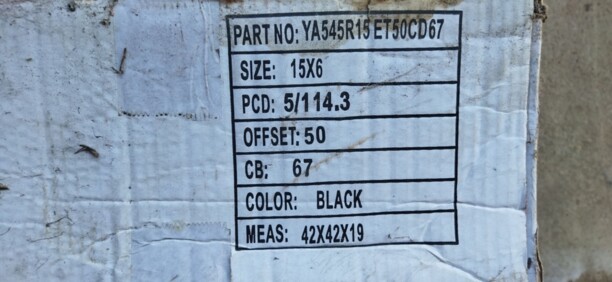 PART NO: YA545R15 ET50CD67
SIZE: 15X6
PCD: 5/114.3
OFFSET: 50
CB: 67
COLOR: BLACK
MEAS: 42X42X19